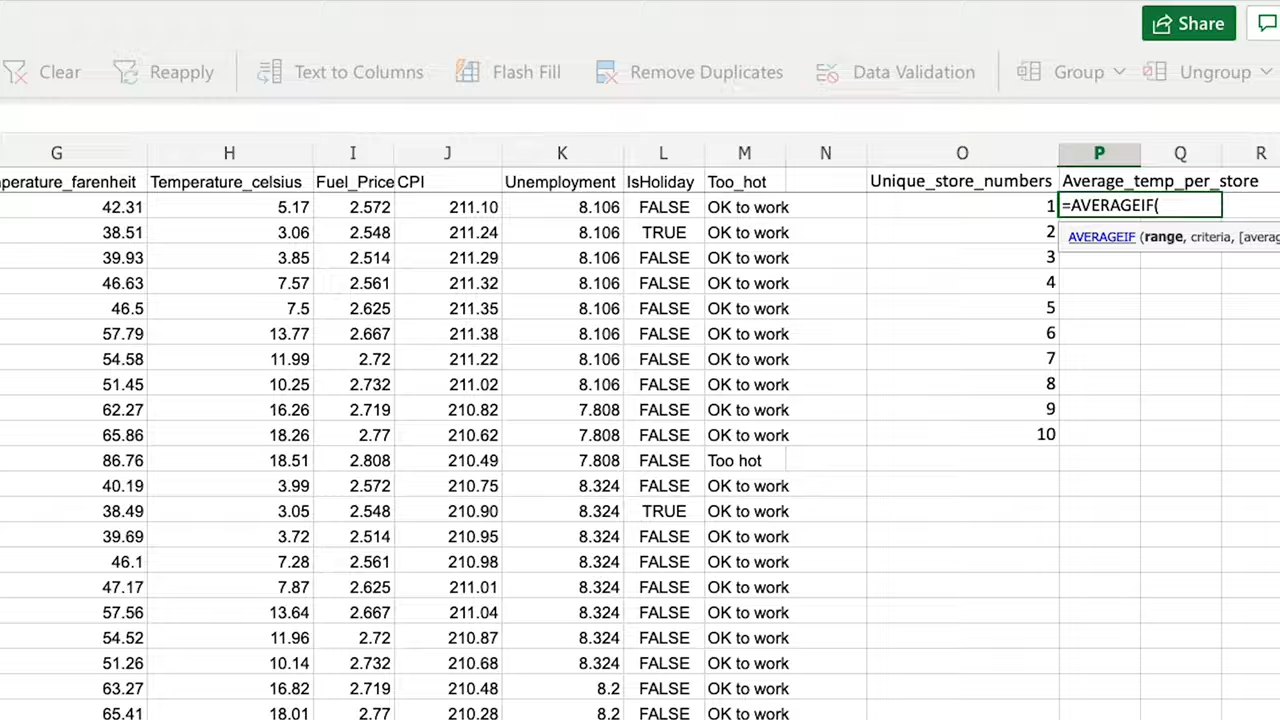 Share
Clear Reapply Text to Columns Flash Fill Remove Duplicates Data Validation Group Ungroup
G H I J K L M N O P Q R
perature_farenheit Temperature_celsius Fuel_Price CPI Unemployment IsHoliday Too_hot Unique_store_numbers Average_temp_per_store
42.31 5.17 2.572 211.10 8.106 FALSE OK to work 1 =AVERAGEIF(
38.51 3.06 2.548 211.24 8.106 TRUE OK to work 2 AVERAGEIF (range, criteria, [averag
39.93 3.85 2.514 211.29 8.106 FALSE OK to work 3
46.63 7.57 2.561 211.32 8.106 FALSE OK to work 4
46.5 7.5 2.625 211.35 8.106 FALSE OK to work 5
57.79 13.77 2.667 211.38 8.106 FALSE OK to work 6
54.58 11.99 2.72 211.22 8.106 FALSE OK to work 7
51.45 10.25 2.732 211.02 8.106 FALSE OK to work 8
62.27 16.26 2.719 210.82 7.808 FALSE OK to work 9
65.86 18.26 2.77 210.62 7.808 FALSE OK to work 10
86.76 18.51 2.808 210.49 7.808 FALSE Too hot
40.19 3.99 2.572 210.75 8.324 FALSE OK to work
38.49 3.05 2.548 210.90 8.324 TRUE OK to work
39.69 3.72 2.514 210.95 8.324 FALSE OK to work
46.1 7.28 2.561 210.98 8.324 FALSE OK to work
47.17 7.87 2.625 211.01 8.324 FALSE OK to work
57.56 13.64 2.667 211.04 8.324 FALSE OK to work
54.52 11.96 2.72 210.87 8.324 FALSE OK to work
51.26 10.14 2.732 210.68 8.324 FALSE OK to work
63.27 16.82 2.719 210.48 8.2 FALSE OK to work
65.41 18.01 2.77 210.28 8.2 FALSE OK to work